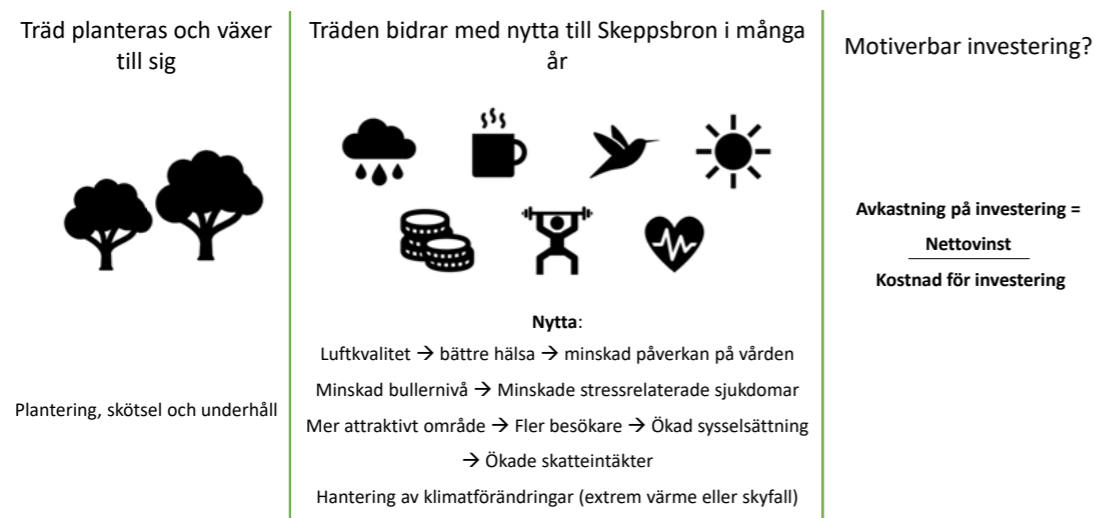 Träd planteras och växer
till sig
Plantering, skötsel och underhåll
Träden bidrar med nytta till Skeppsbron i många
år
Nytta:
Luftkvalitet → bättre hälsa → minskad påverkan på vården
Minskad bullernivå → Minskade stressrelaterade sjukdomar
Mer attraktivt område → Fler besökare → Ökad sysselsättning
→ Ökade skatteintäkter
Hantering av klimatförändringar (extrem värme eller skyfall)
Motiverbar investering?
Avkastning på investering =
Nettovinst
Kostnad för investering